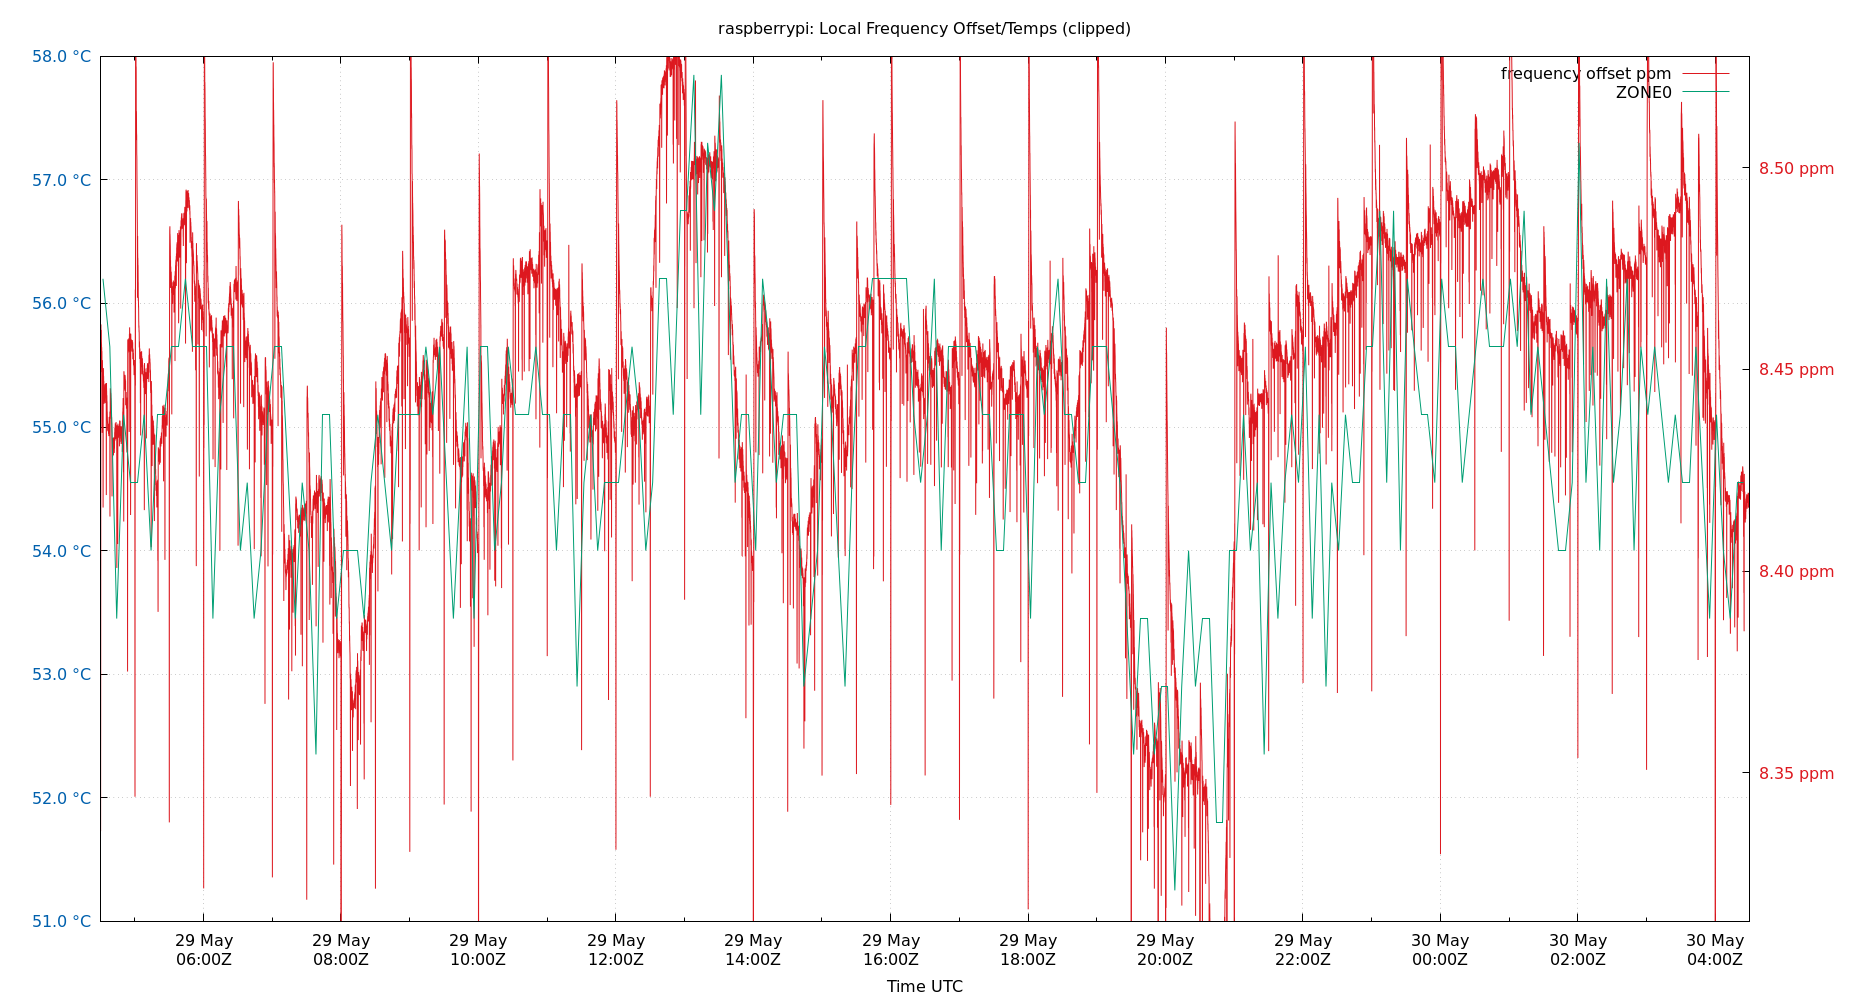 raspberrypi: Local Frequency Offset/Temps (clipped)
frequency offset ppm
ZONE0
58.0 °C
57.0 °C
56.0 °C
55.0 °C
54.0 °C
53.0 °C
52.0 °C
51.0 °C
8.50 ppm
8.45 ppm
8.40 ppm
8.35 ppm
29 May 29 May 29 May 29 May 29 May 29 May 29 May 29 May 29 May 30 May 30 May 30 May
06:00Z 08:00Z 10:00Z 12:00Z 14:00Z 16:00Z 18:00Z 20:00Z 22:00Z 00:00Z 02:00Z 04:00Z
Time UTC